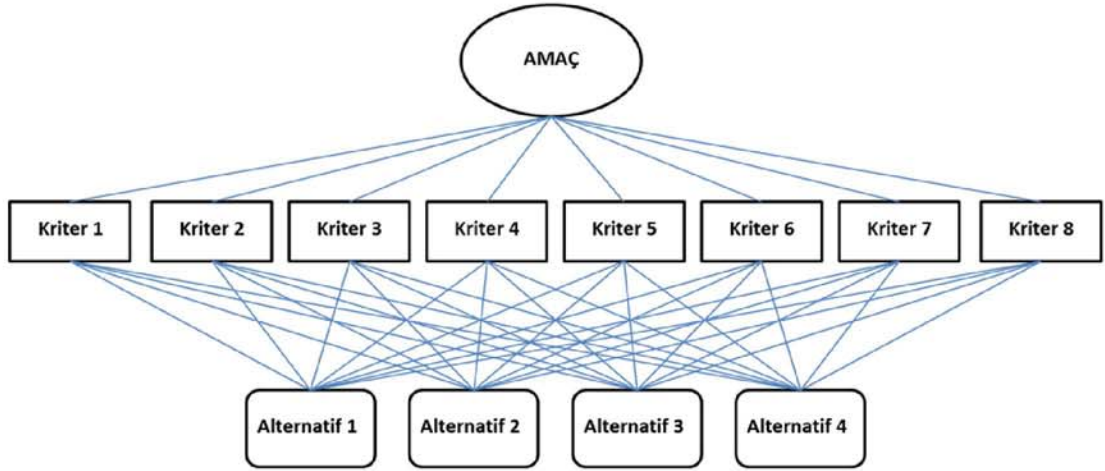 AMAÇ
Kriter 1
Kriter 2
Kriter 3
Kriter 4
Kriter 5
Kriter 6
Kriter 7
Kriter 8
Alternatif 1
Alternatif 2
Alternatif 3
Alternatif 4